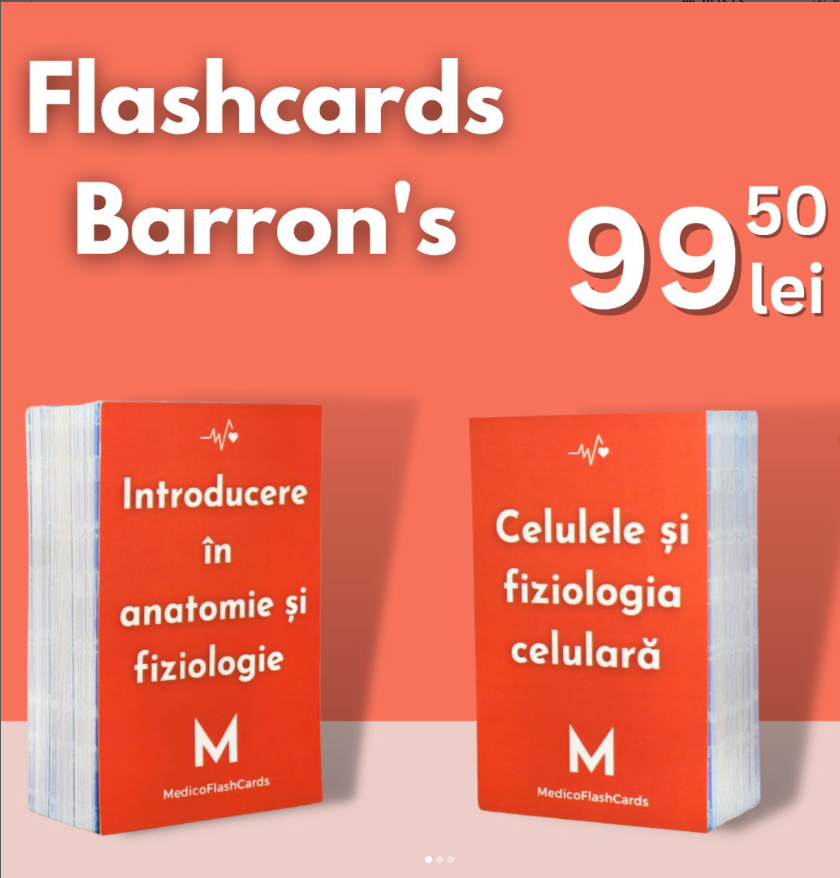 Flashcards
Barron's
99
50
lei
Introducere
în
anatomie și
fiziologie
M
MedicoFlashCards
Celulele și
fiziologia
celulară
M
MedicoFlashCards